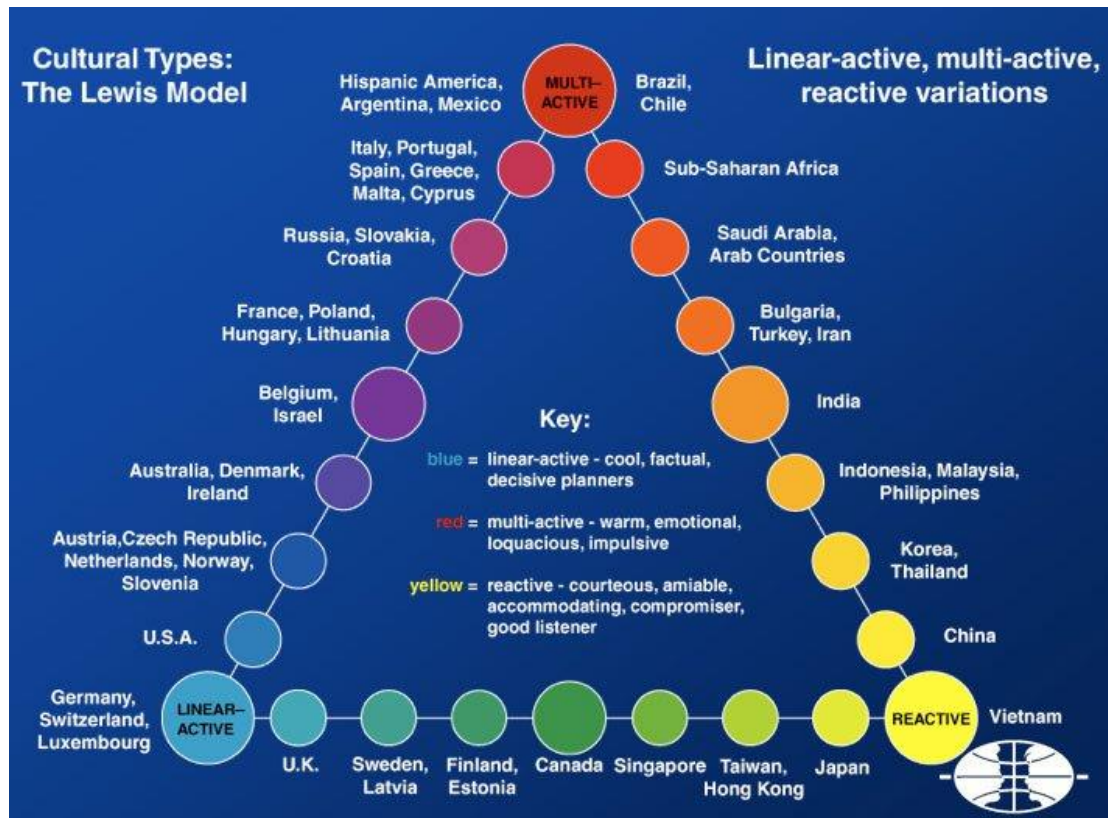 Cultural Types:
The Lewis Model
Linear-active, multi-active,
reactive variations
Hispanic America,
Argentina, Mexico
MULTI-
ACTIVE
Brazil,
Chile
Italy, Portugal,
Spain, Greece,
Malta, Cyprus
Sub-Saharan Africa
Russia, Slovakia,
Croatia
Saudi Arabia,
Arab Countries
France, Poland,
Hungary, Lithuania
Bulgaria,
Turkey, Iran
Belgium,
Israel
India
Key:
blue = linear-active - cool, factual,
decisive planners
red = multi-active - warm, emotional,
loquacious, impulsive
yellow = reactive - courteous, amiable,
accommodating, compromiser,
good listener
Australia, Denmark,
Ireland
Indonesia, Malaysia,
Philippines
Austria,Czech Republic,
Netherlands, Norway,
Slovenia
Korea,
Thailand
U.S.A.
China
Germany,
Switzerland,
Luxembourg
LINEAR-
ACTIVE
REACTIVE
Vietnam
U.K.
Sweden,
Latvia
Finland,
Estonia
Canada
Singapore
Taiwan,
Hong Kong
Japan